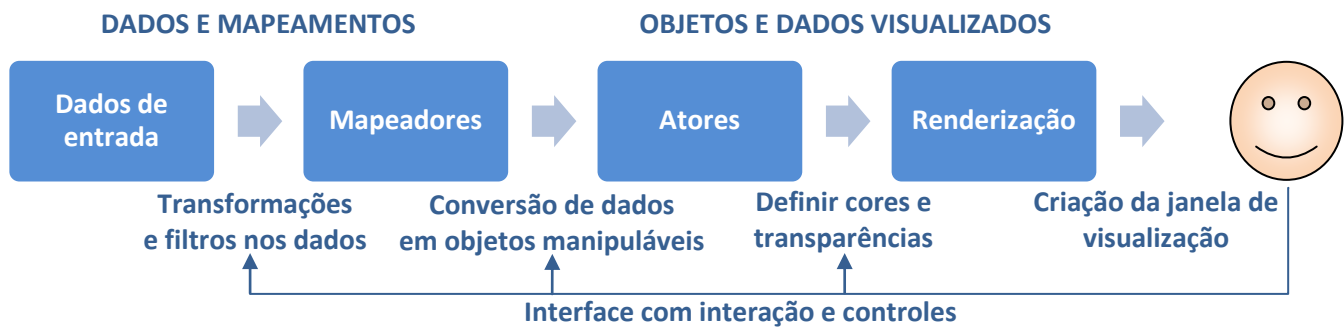 DADOS E MAPEAMENTOS
OBJETOS E DADOS VISUALIZADOS
Dados de
entrada
Mapeadores
Atores
Renderização
Transformações
e filtros nos dados
Conversão de dados
em objetos manipuláveis
Definir cores e
transparências
Criação da janela de
visualização
Interface com interação e controles